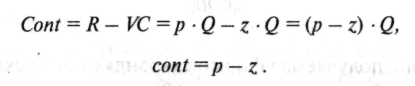 Cont = R – VC = p · Q – z · Q = (p – z) · Q,
cont = p – z .